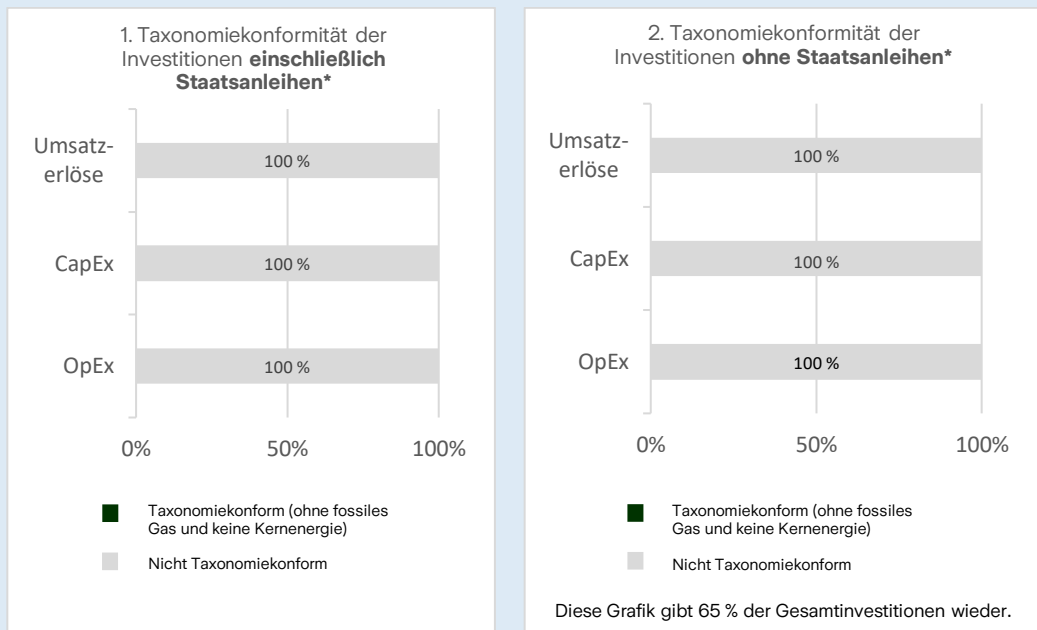 1. Taxonomiekonformität der
Investitionen einschließlich
Staatsanleihen*
Umsatz-
erlöse
100 %
CapEx
100 %
OpEx
100 %
0% 50% 100%
Taxonomiekonform (ohne fossiles
Gas und keine Kernenergie)
Nicht Taxonomiekonform
2. Taxonomiekonformität der
Investitionen ohne Staatsanleihen*
Umsatz-
erlöse
100 %
CapEx
100 %
OpEx
100 %
0% 50% 100%
Taxonomiekonform (ohne fossiles
Gas und keine Kernenergie)
Nicht Taxonomiekonform
Diese Grafik gibt 65 % der Gesamtinvestitionen wieder.